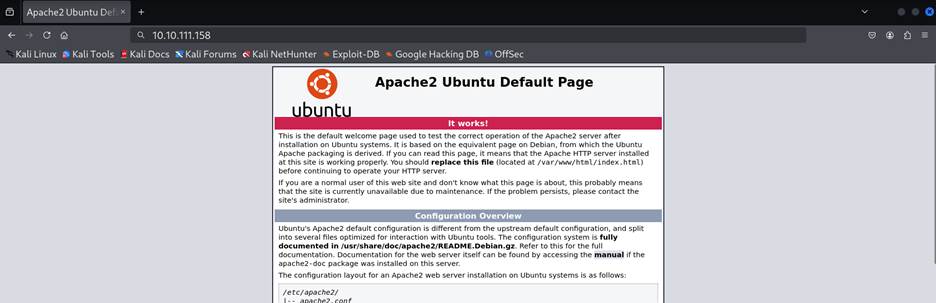 Apache2 Ubuntu Def
10.10.111.158
Kali Linux Kali Tools Kali Docs Kali Forums Kali NetHunter Exploit-DB Google Hacking DB OffSec
Apache2 Ubuntu Default Page
ubuntu
It works!
This is the default welcome page used to test the correct operation of the Apache2 server after
installation on Ubuntu systems. It is based on the equivalent page on Debian, from which the Ubuntu
Apache packaging is derived. If you can read this page, it means that the Apache HTTP server installed
at this site is working properly. You should replace this file (located at /var/www/html/index.html)
before continuing to operate your HTTP server.
If you are a normal user of this web site and don't know what this page is about, this probably means
that the site is currently unavailable due to maintenance. If the problem persists, please contact the
site's administrator.
Configuration Overview
Ubuntu's Apache2 default configuration is different from the upstream default configuration, and split
into several files optimized for interaction with Ubuntu tools. The configuration system is fully
documented in /usr/share/doc/apache2/README.Debian.gz. Refer to this for the full
documentation. Documentation for the web server itself can be found by accessing the manual if the
apache2-doc package was installed on this server.
The configuration layout for an Apache2 web server installation on Ubuntu systems is as follows:
/etc/apache2/
|-- apache2.conf